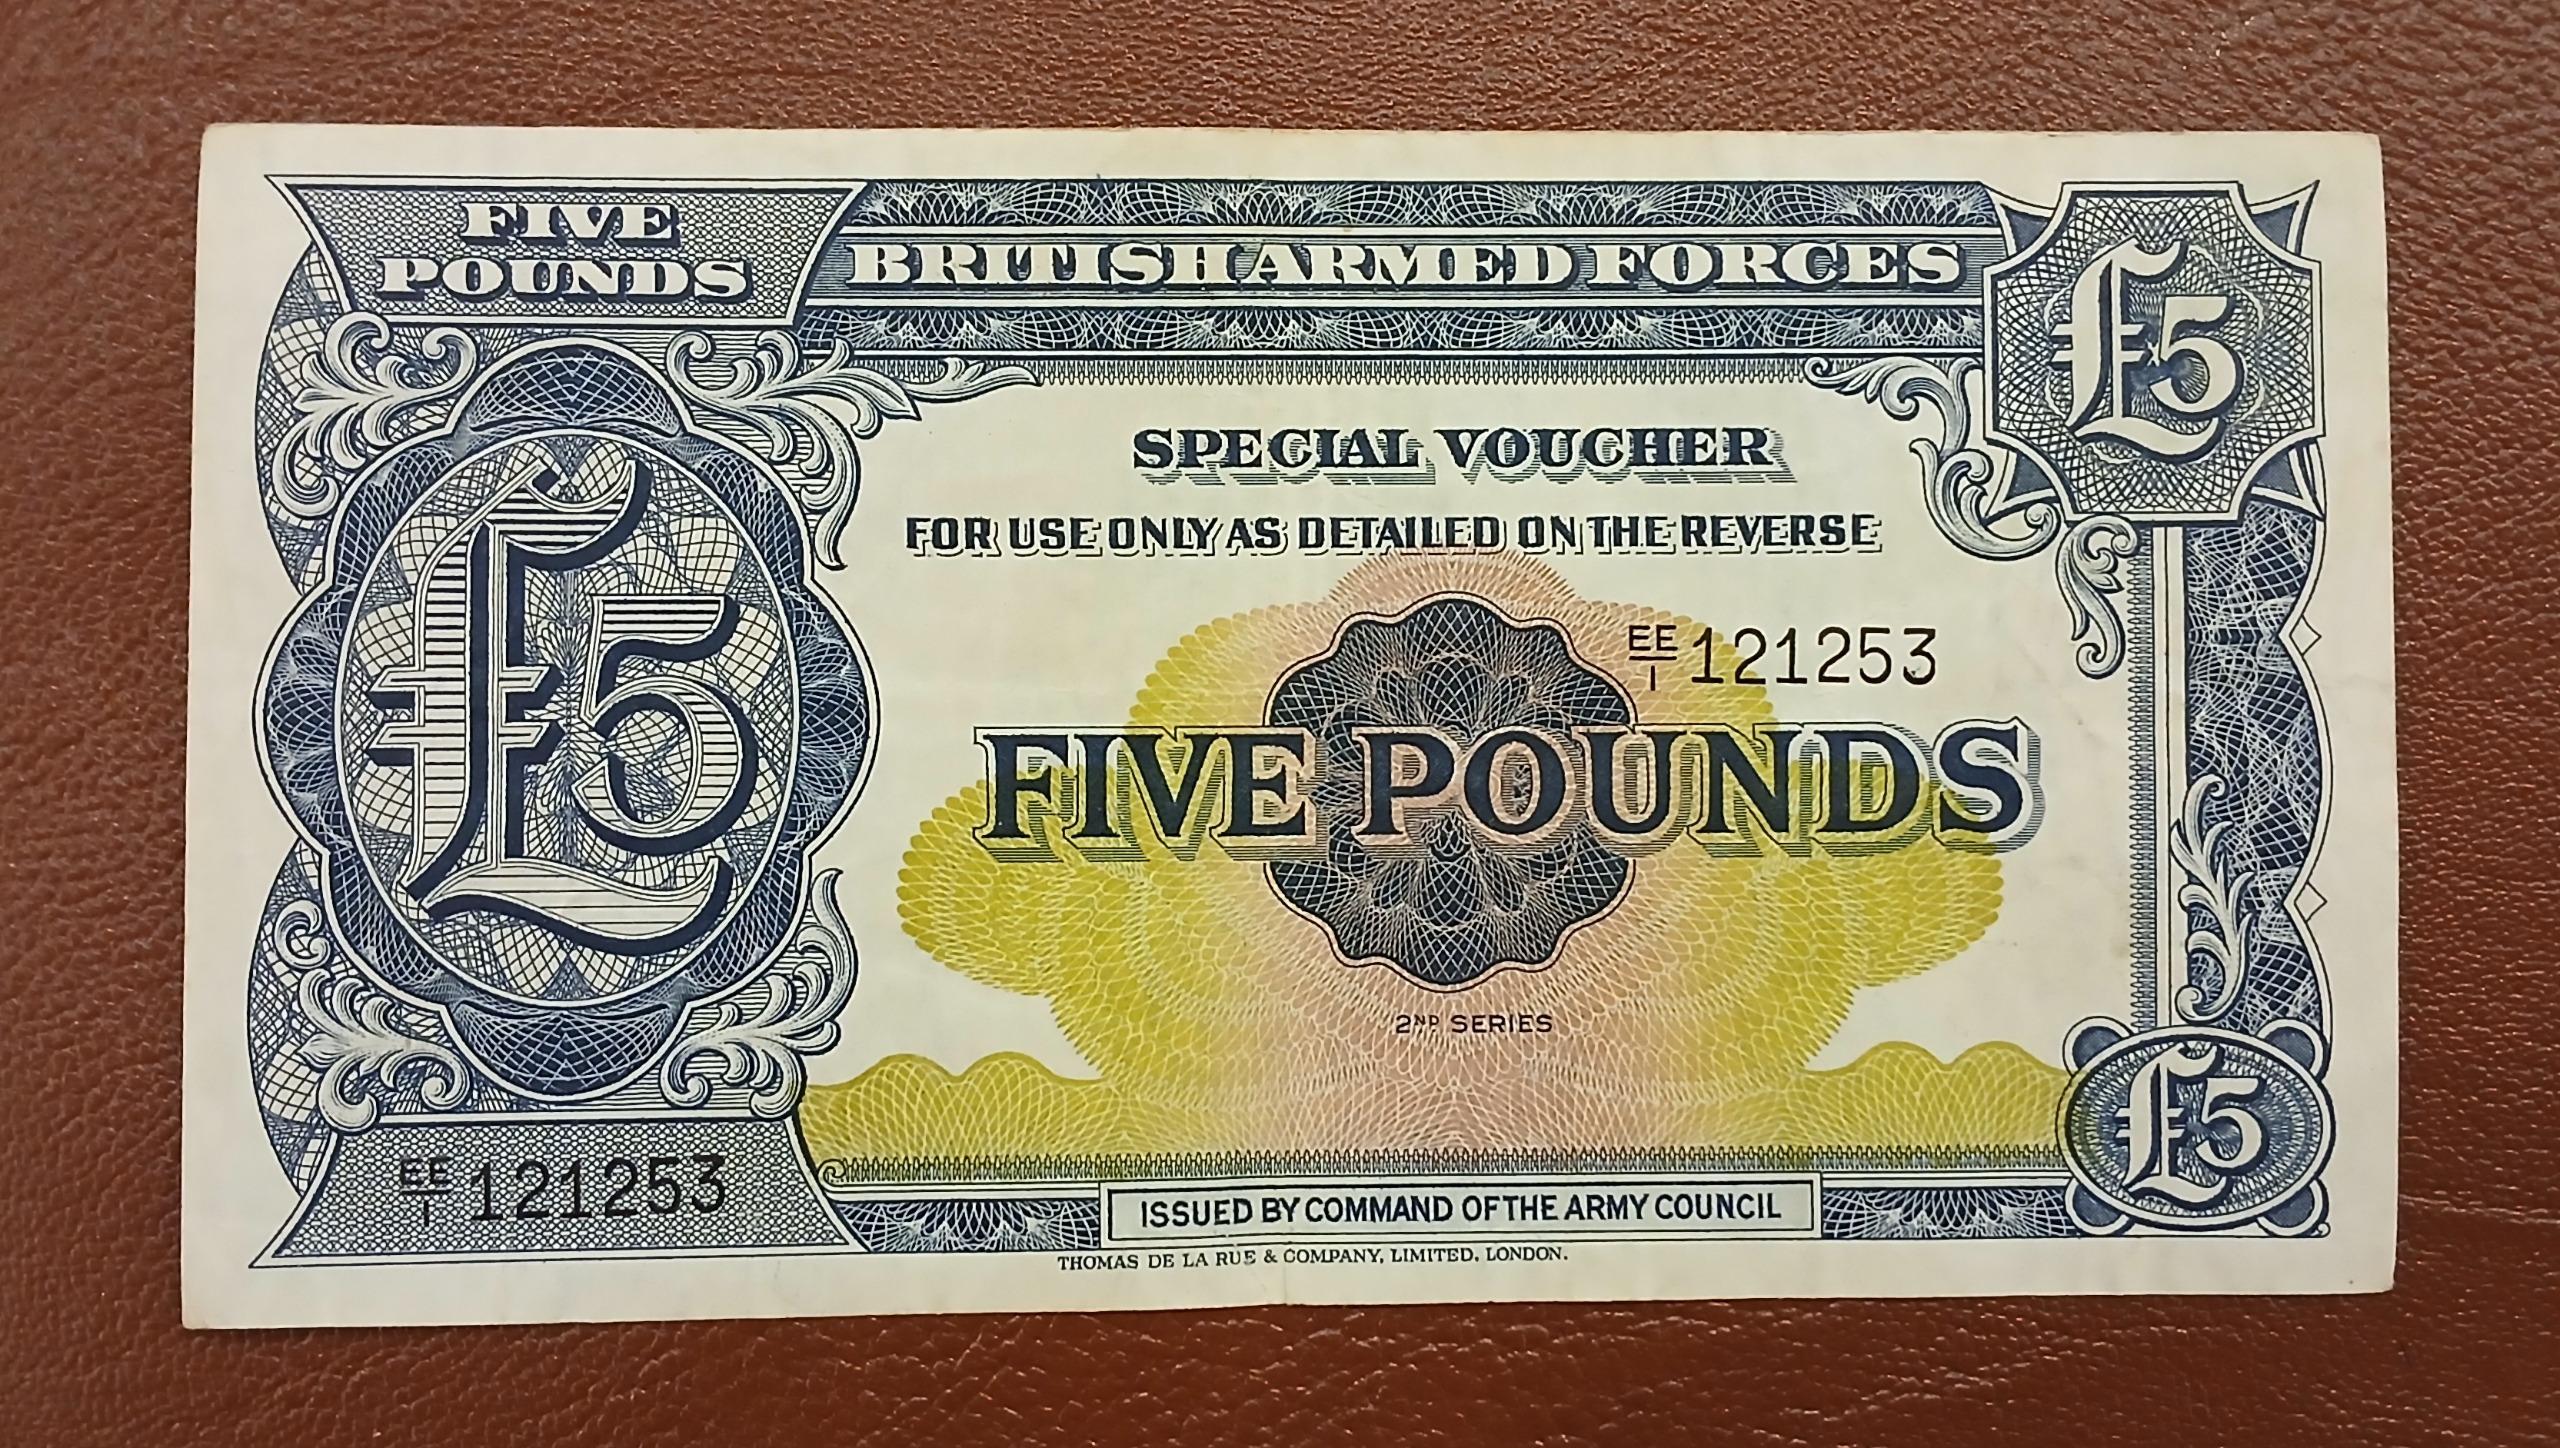 FIVE
POUNDS
BRITISH ARMED FORCES
£5
SPECIAL VOUCHER
FOR USE ONLY AS DETAILED ON THE REVERSE
£5
EE/1 121253
FIVE POUNDS
2ND SERIES
£5
EE/1 121253
ISSUED BY COMMAND OF THE ARMY COUNCIL
THOMAS DE LA RUE & COMPANY, LIMITED, LONDON.